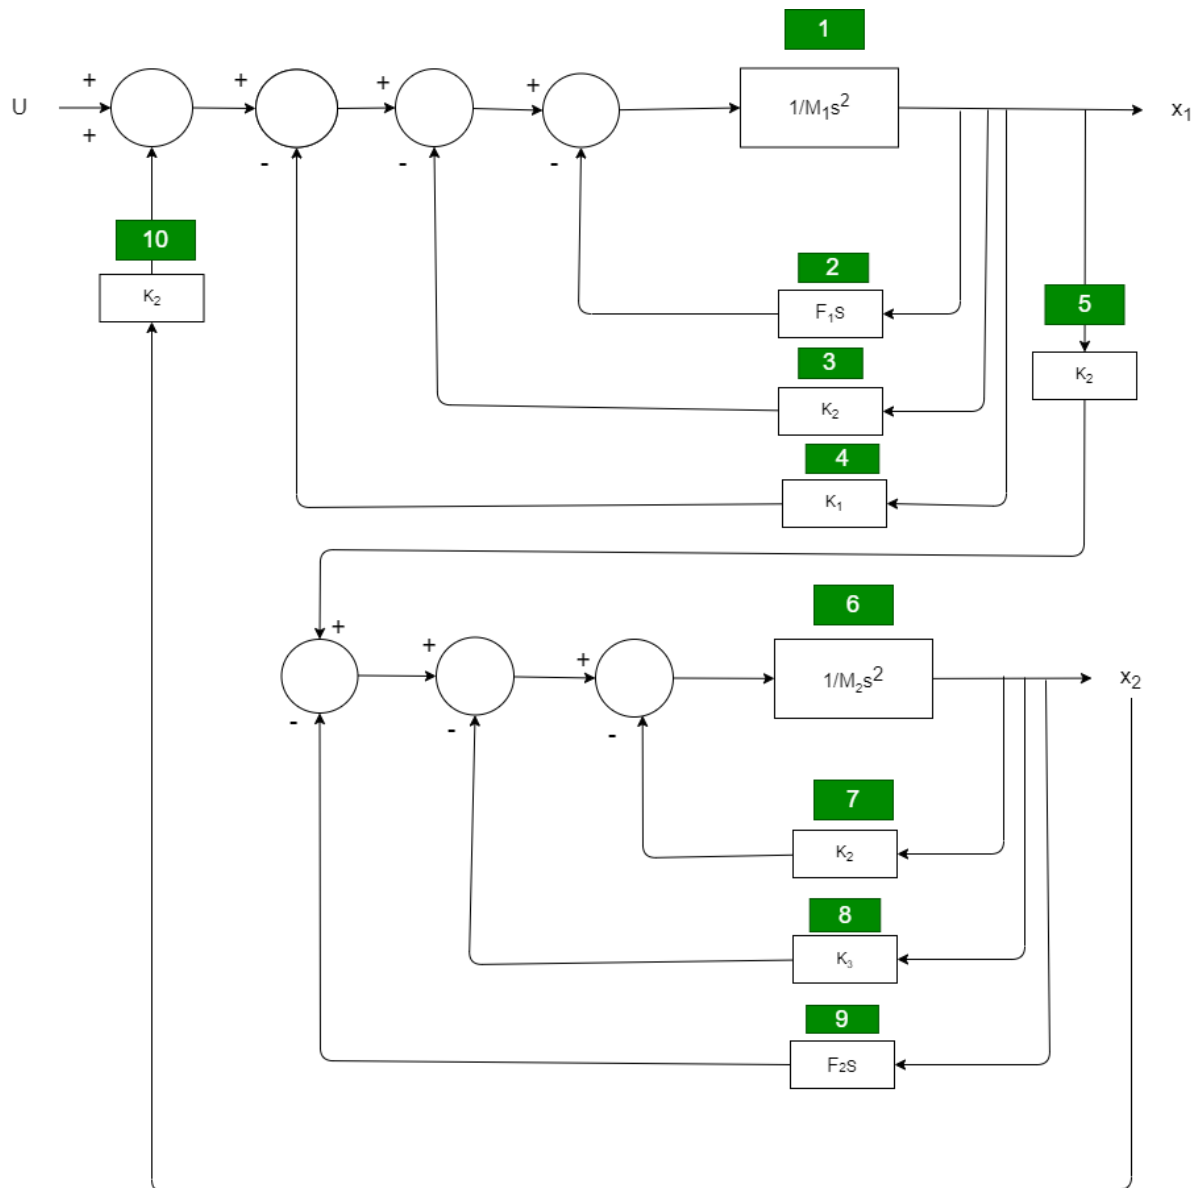 1
+ + + +
U 1/M₁s² x₁
+ - - -
10
2
K₂ F₁s 5
3
K₂ K₂
4
K₁
6
+ + +
1/M₂s² x₂
- - -
7
K₂
8
K₃
9
F₂s